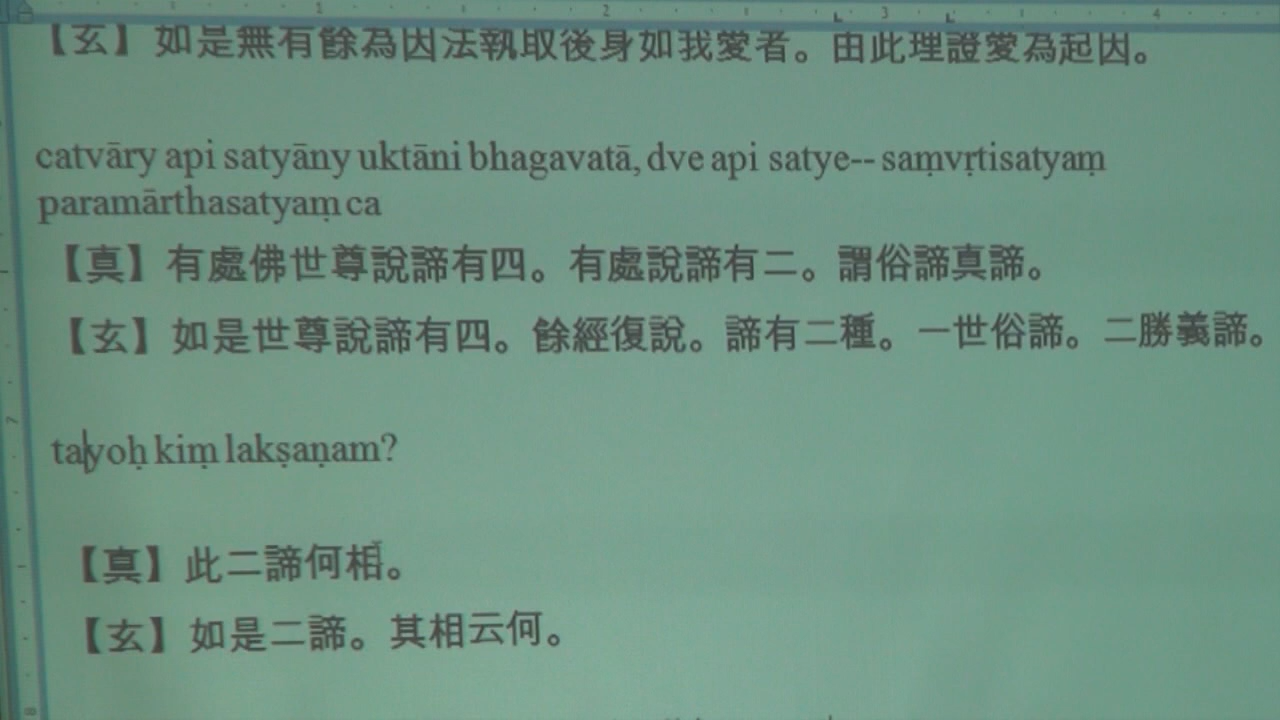 【玄】如是無有餘為因法執取後身如我愛者。由此理證愛為起因。
catvāry api satyāny uktāni bhagavatā, dve api satye-- saṃvṛtisatyaṃ
paramārthasatyaṃ ca
【真】有處佛世尊說諦有四。有處說諦有二。謂俗諦真諦。
【玄】如是世尊說諦有四。餘經復說。諦有二種。一世俗諦。二勝義諦。
tayoḥ kiṃ lakṣaṇam?
【真】此二諦何相。
【玄】如是二諦。其相云何。